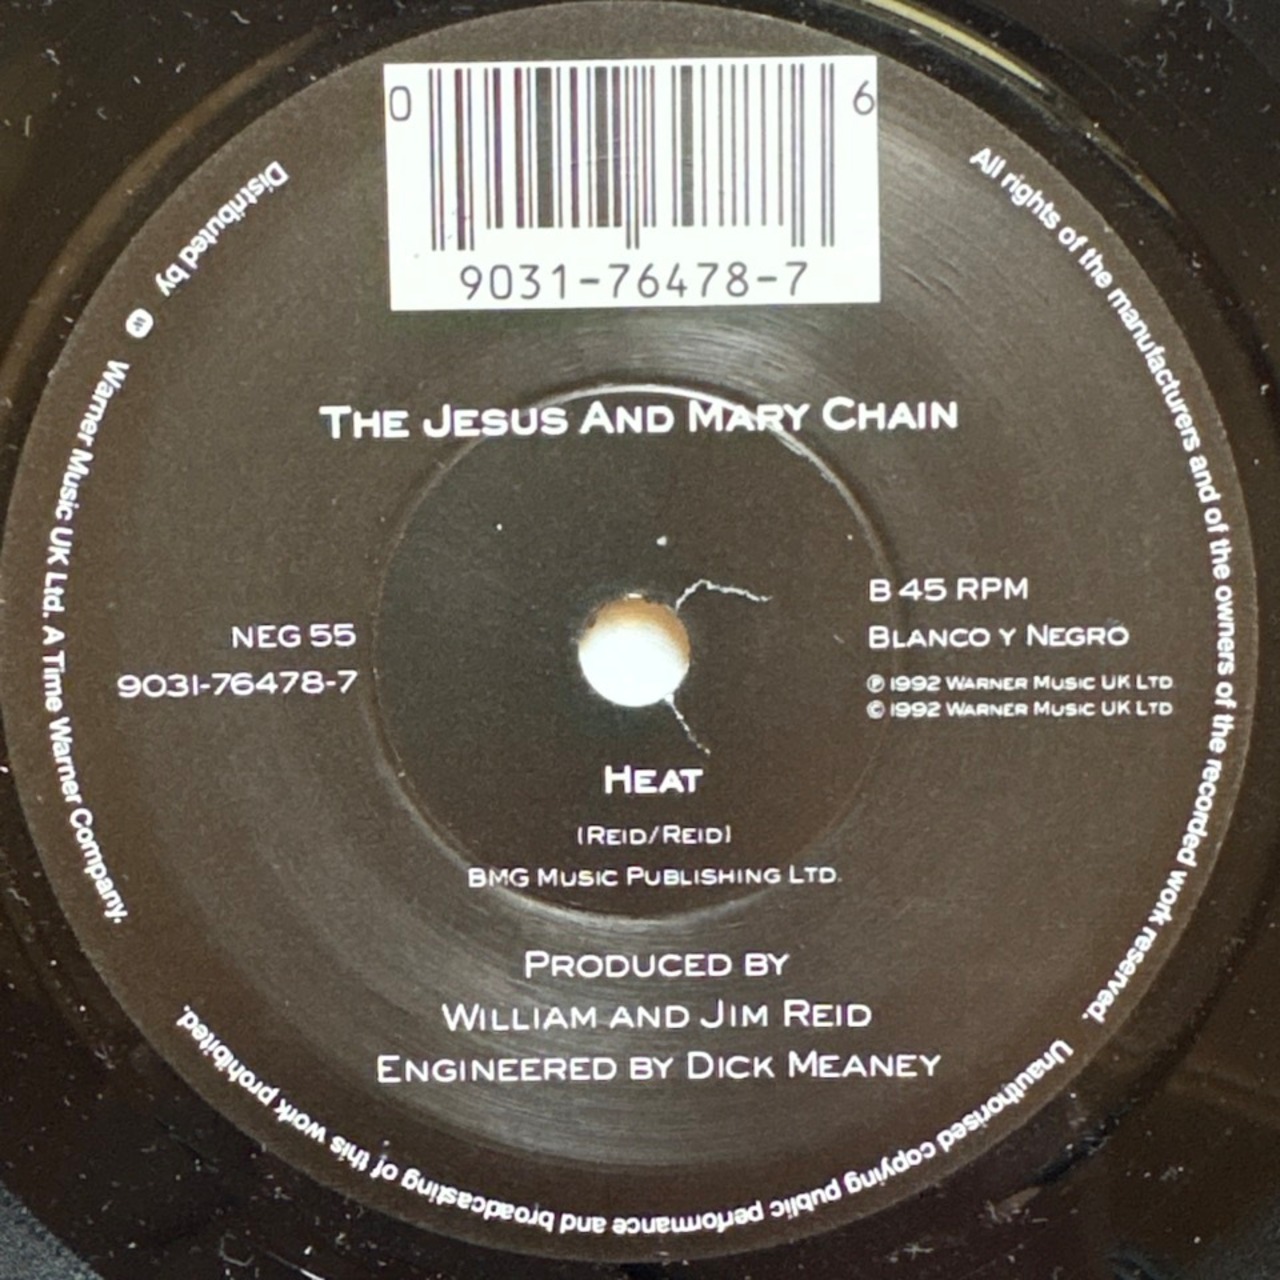 0 6
9031-76478-7
THE JESUS AND MARY CHAIN
NEG 55
9031-76478-7
B 45 RPM
BLANCO Y NEGRO
℗ 1992 WARNER MUSIC UK LTD
© 1992 WARNER MUSIC UK LTD
HEAT
(REID/REID)
BMG MUSIC PUBLISHING LTD.
PRODUCED BY
WILLIAM AND JIM REID
ENGINEERED BY DICK MEANEY
All rights of the manufacturers and of the owners of the recorded work reserved.
Unauthorised copying public performance and broadcasting of this work prohibited.
Distributed by W Warner Music UK Ltd. A Time Warner Company.